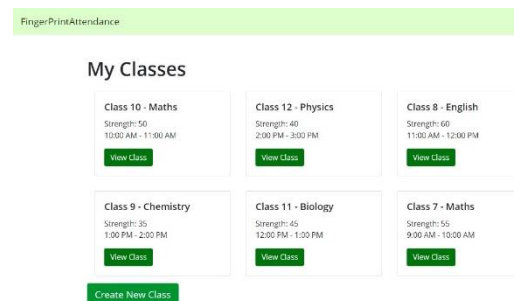 FingerPrintAttendance
My Classes
Class 10 - Maths
Strength: 50
10:00 AM - 11:00 AM
View Class
Class 12 - Physics
Strength: 40
2:00 PM - 3:00 PM
View Class
Class 8 - English
Strength: 60
11:00 AM - 12:00 PM
View Class
Class 9 - Chemistry
Strength: 35
1:00 PM - 2:00 PM
View Class
Class 11 - Biology
Strength: 45
12:00 PM - 1:00 PM
View Class
Class 7 - Maths
Strength: 55
9:00 AM - 10:00 AM
View Class
Create New Class